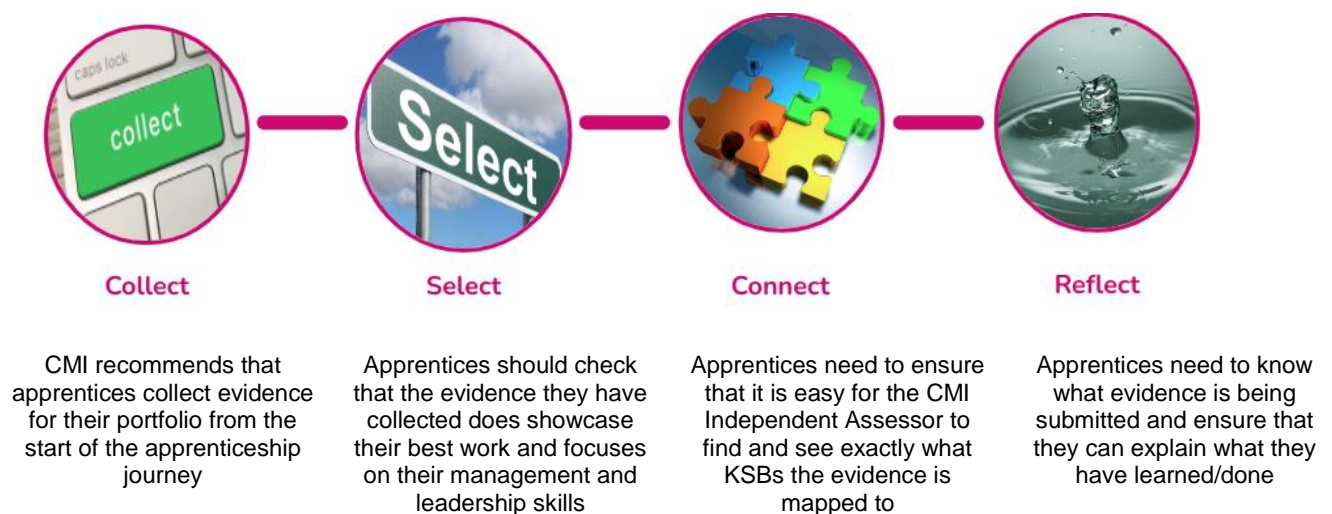 caps lock
collect
Select
Collect
Select
Connect
Reflect
CMI recommends that
apprentices collect evidence
for their portfolio from the
start of the apprenticeship
journey
Apprentices should check
that the evidence they have
collected does showcase
their best work and focuses
on their management and
leadership skills
Apprentices need to ensure
that it is easy for the CMI
Independent Assessor to
find and see exactly what
KSBs the evidence is
mapped to
Apprentices need to know
what evidence is being
submitted and ensure that
they can explain what they
have learned/done